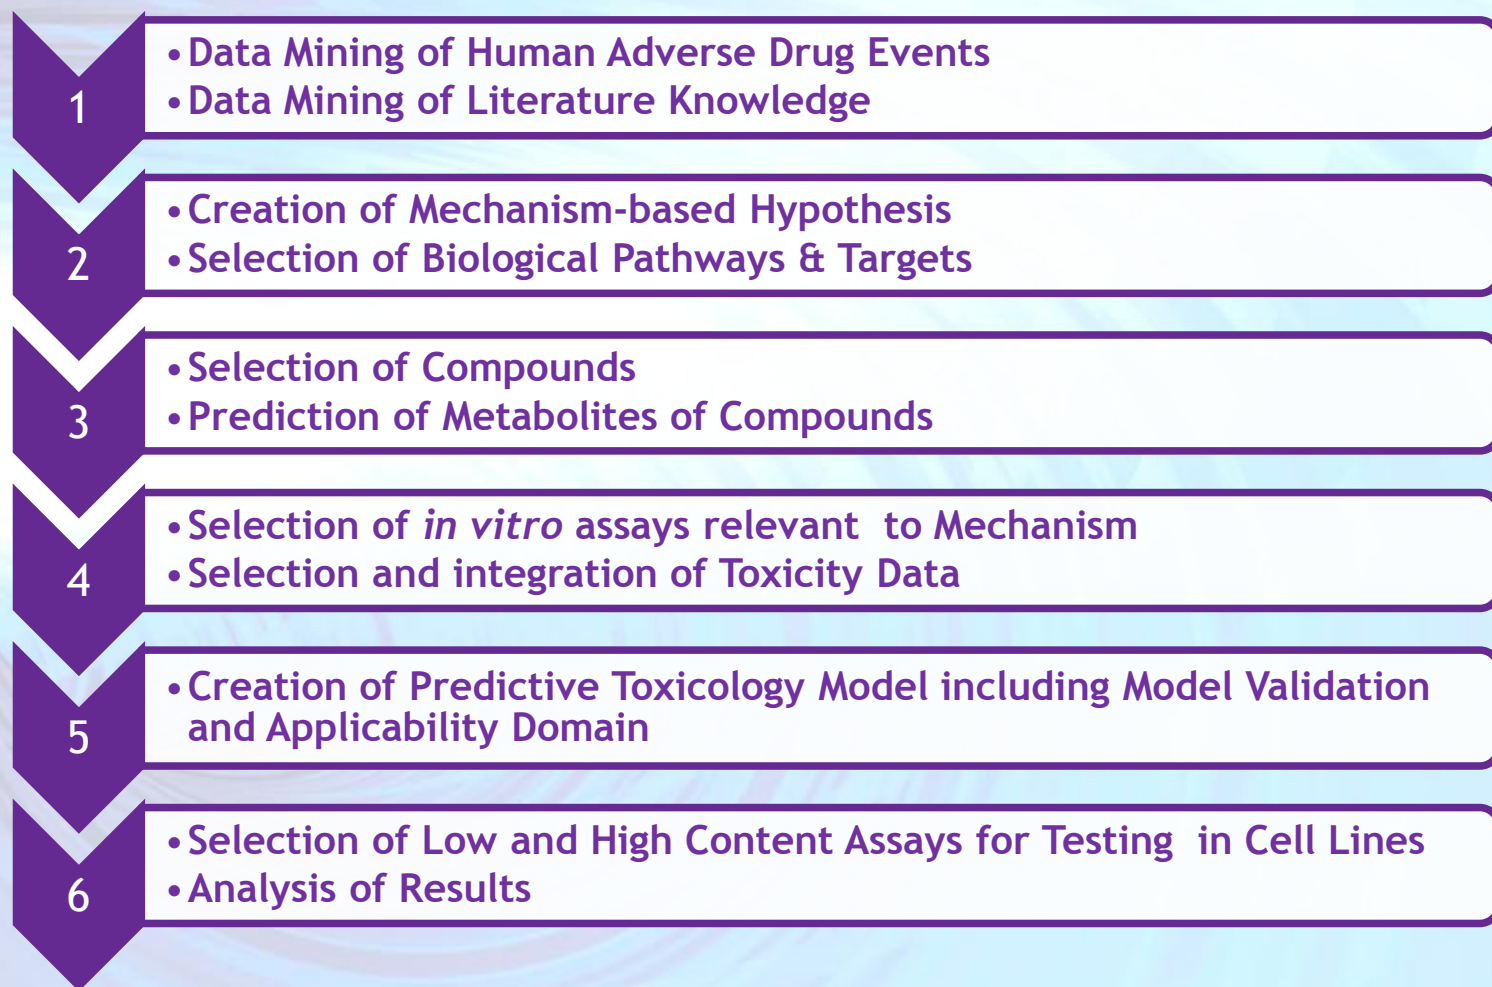 1
•Data Mining of Human Adverse Drug Events
•Data Mining of Literature Knowledge
2
•Creation of Mechanism-based Hypothesis
•Selection of Biological Pathways & Targets
3
•Selection of Compounds
•Prediction of Metabolites of Compounds
4
•Selection of in vitro assays relevant  to Mechanism
•Selection and integration of Toxicity Data
5
•Creation of Predictive Toxicology Model including Model Validation
and Applicability Domain
6
•Selection of Low and High Content Assays for Testing  in Cell Lines
•Analysis of Results